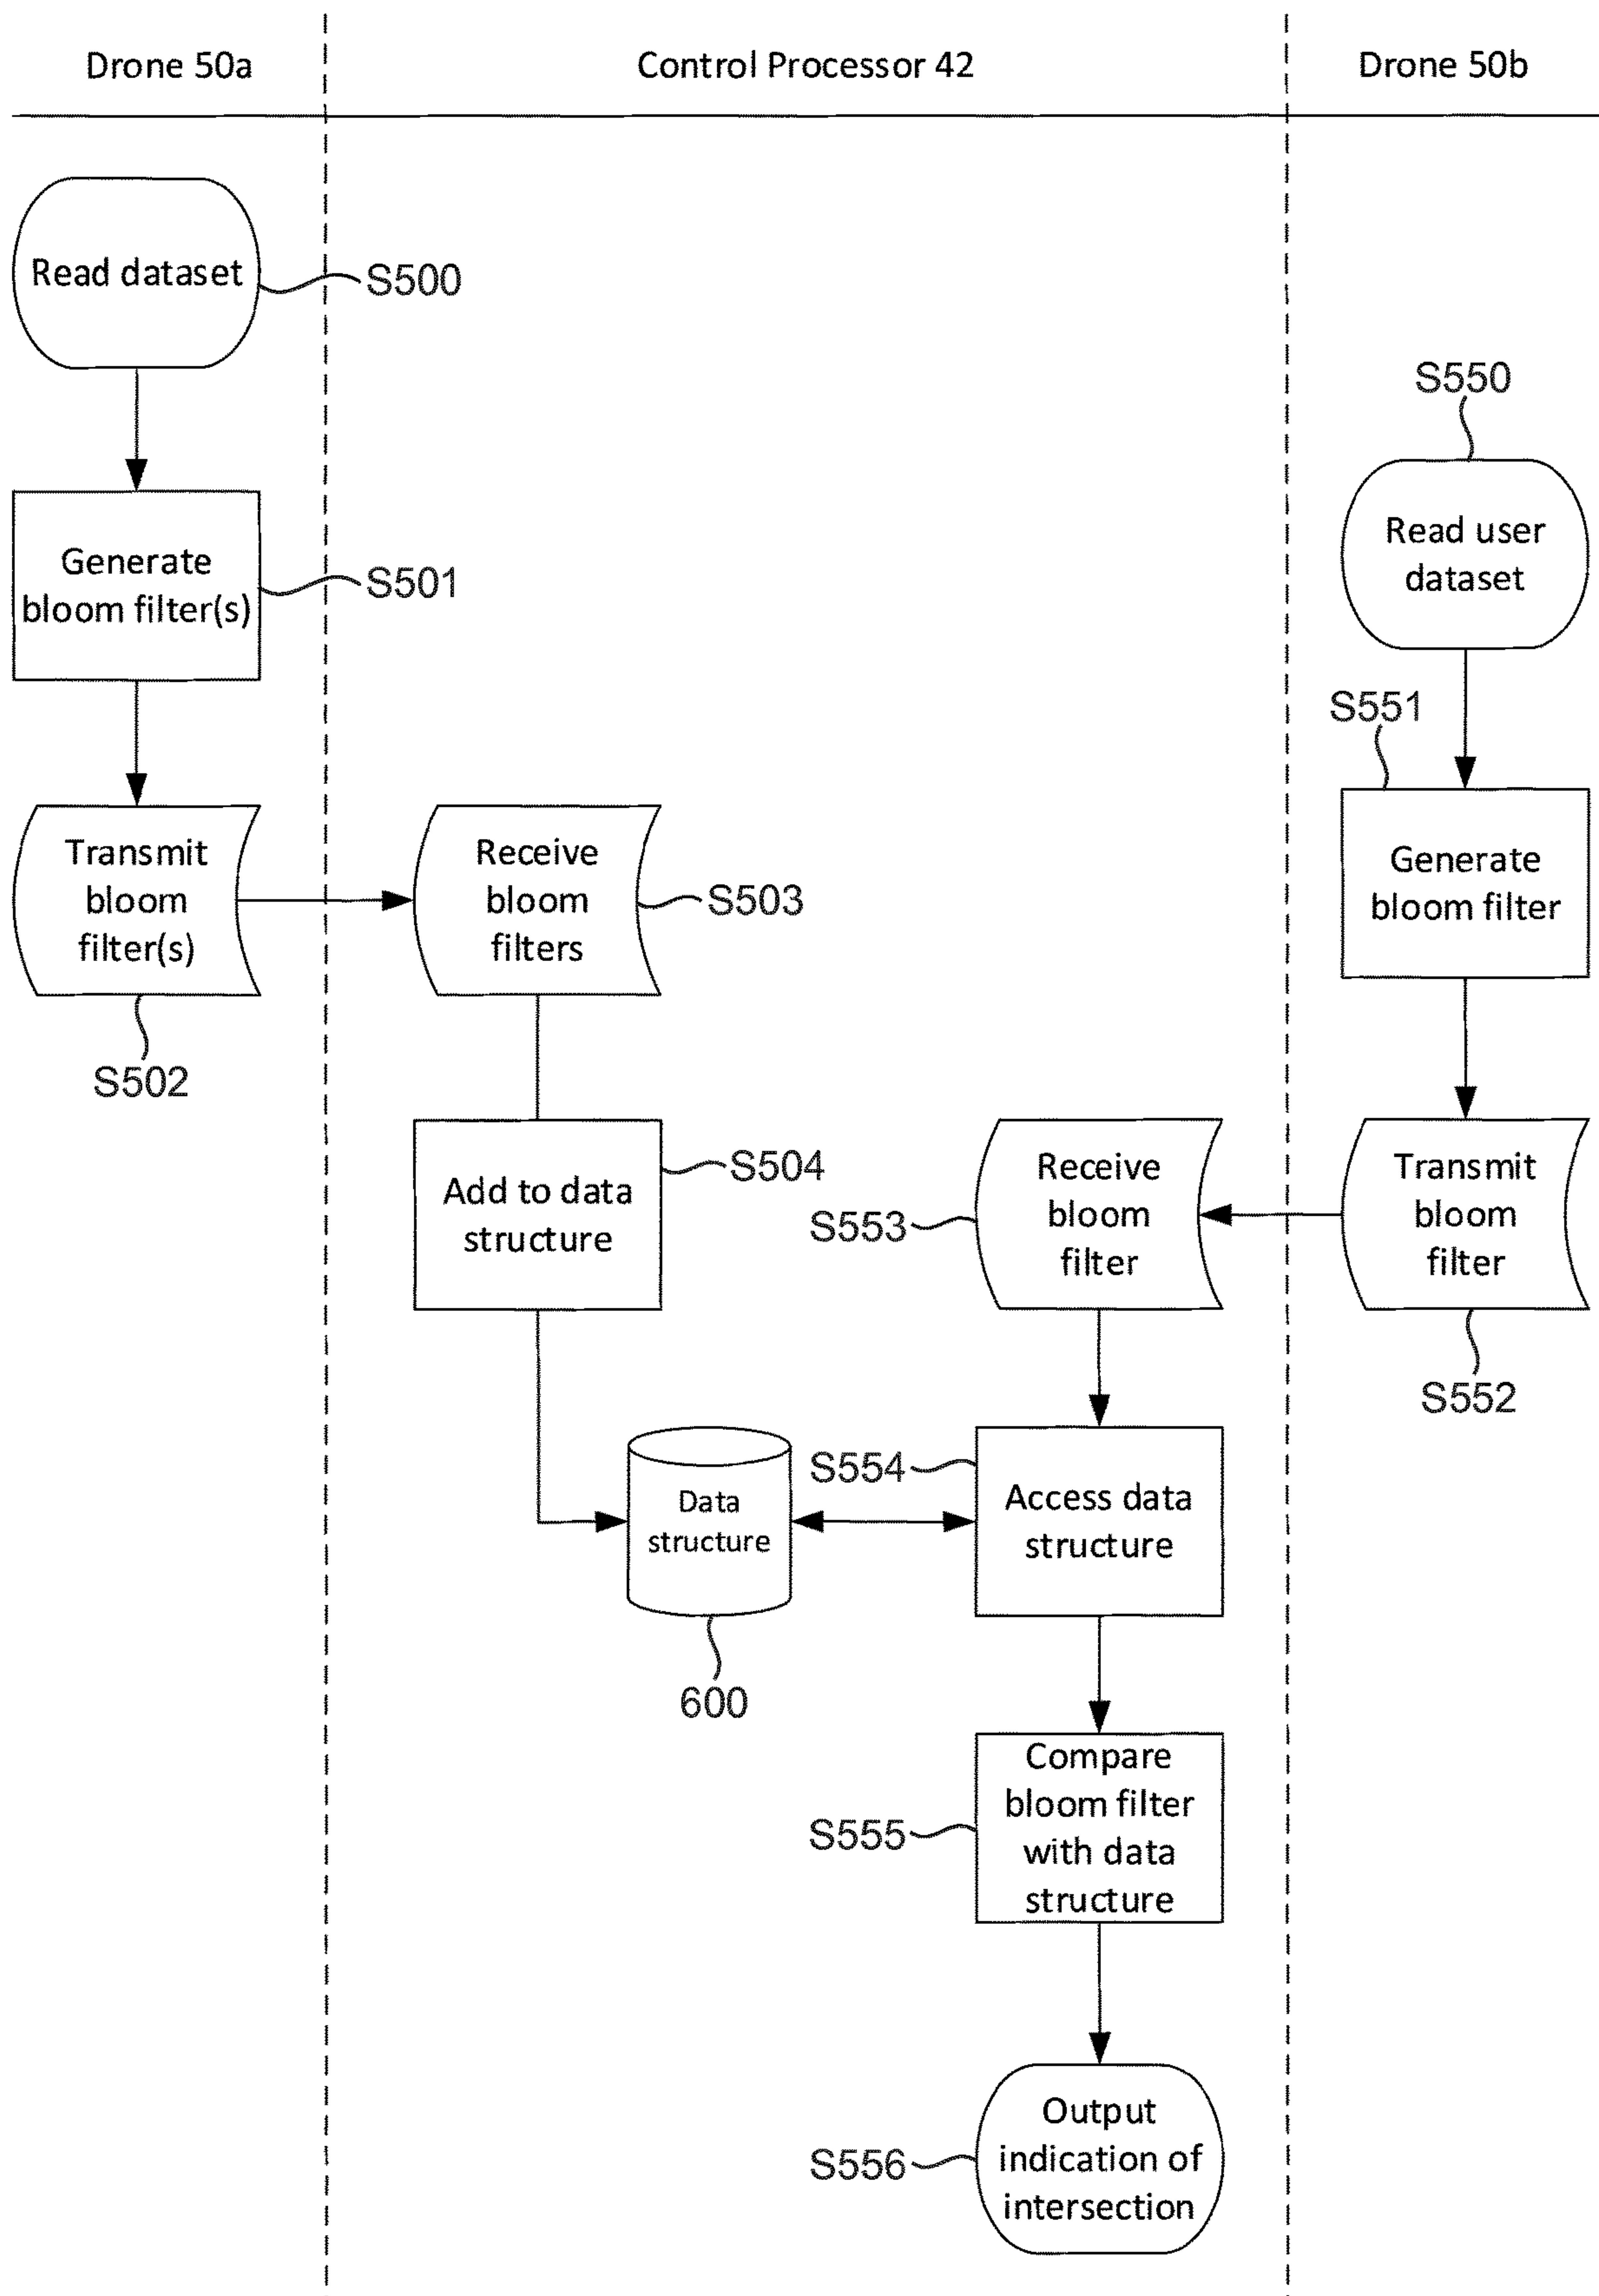 Drone 50a
Control Processor 42
Drone 50b
Read dataset
S500
S550
Read user
dataset
Generate
bloom filter(s)
S501
S551
Generate
bloom filter
Transmit
bloom
filter(s)
S502
Receive
bloom
filters
S503
Add to data
structure
S504
Receive
bloom
filter
S553
Transmit
bloom
filter
S552
Data
structure
600
S554
Access data
structure
Compare
bloom filter
with data
structure
S555
Output
indication of
intersection
S556